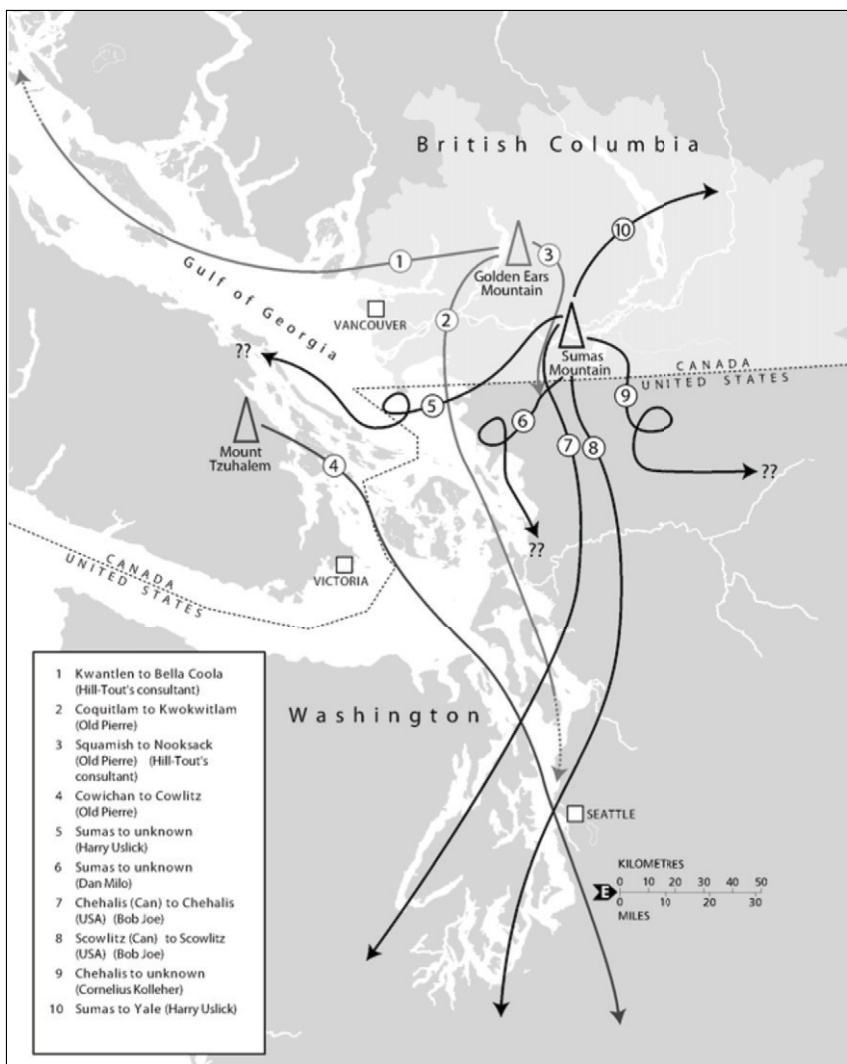 British Columbia
10
1
3
Golden Ears
Mountain
2
Gulf of Georgia
VANCOUVER
??
Sumas
Mountain
CANADA
UNITED STATES
9
5
6
7
8
Mount
Tzuhalem
4
??
??
CANADA
UNITED STATES
VICTORIA
Washington
SEATTLE
KILOMETRES
0 10 20 30 40 50
E
0 10 20 30
MILES
1 Kwantlen to Bella Coola
(Hill-Tout's consultant)
2 Coquitlam to Kwokwitlam
(Old Pierre)
3 Squamish to Nooksack
(Old Pierre) (Hill-Tout's
consultant)
4 Cowichan to Cowlitz
(Old Pierre)
5 Sumas to unknown
(Harry Uslick)
6 Sumas to unknown
(Dan Milo)
7 Chehalis (Can) to Chehalis
(USA) (Bob Joe)
8 Scowlitz (Can) to Scowlitz
(USA) (Bob Joe)
9 Chehalis to unknown
(Cornelius Kolleher)
10 Sumas to Yale (Harry Uslick)